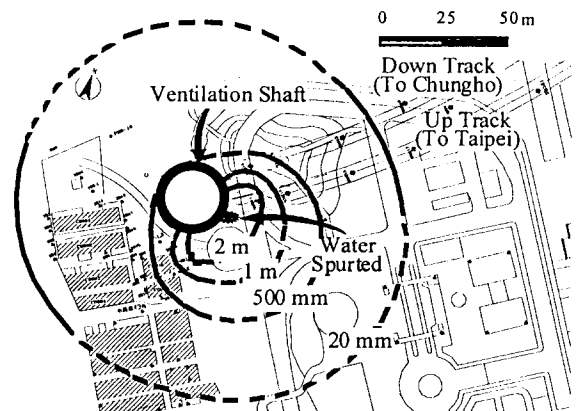 0 25 50 m
Down Track
(To Chungho)
Up Track
(To Taipei)
Ventilation Shaft
Water
Spurted
2 m
1 m
500 mm
20 mm